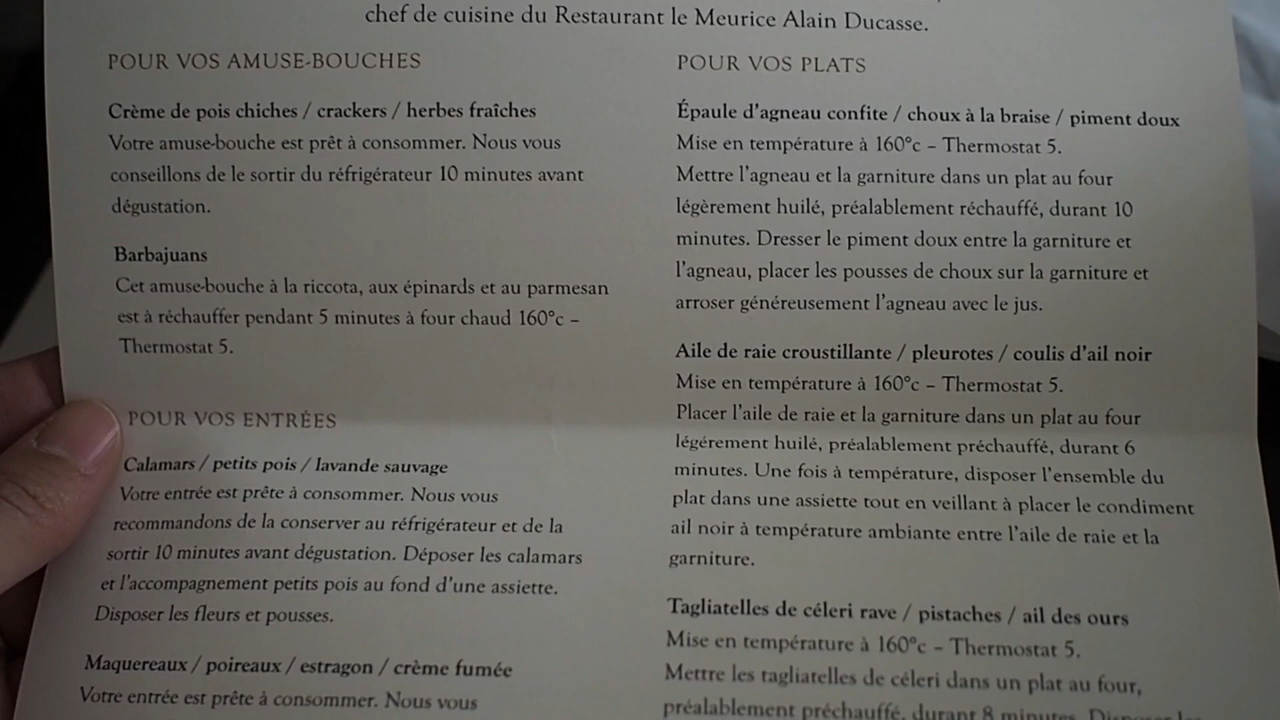 chef de cuisine du Restaurant le Meurice Alain Ducasse.
POUR VOS AMUSE-BOUCHES
Crème de pois chiches / crackers / herbes fraîches
Votre amuse-bouche est prêt à consommer. Nous vous
conseillons de le sortir du réfrigérateur 10 minutes avant
dégustation.
Barbajuans
Cet amuse-bouche à la riccota, aux épinards et au parmesan
est à réchauffer pendant 5 minutes à four chaud 160°c –
Thermostat 5.
POUR VOS ENTRÉES
Calamars / petits pois / lavande sauvage
Votre entrée est prête à consommer. Nous vous
recommandons de la conserver au réfrigérateur et de la
sortir 10 minutes avant dégustation. Déposer les calamars
et l'accompagnement petits pois au fond d'une assiette.
Disposer les fleurs et pousses.
Maquereaux / poireaux / estragon / crème fumée
Votre entrée est prête à consommer. Nous vous
POUR VOS PLATS
Épaule d'agneau confite / choux à la braise / piment doux
Mise en température à 160°c – Thermostat 5.
Mettre l'agneau et la garniture dans un plat au four
légèrement huilé, préalablement réchauffé, durant 10
minutes. Dresser le piment doux entre la garniture et
l'agneau, placer les pousses de choux sur la garniture et
arroser généreusement l'agneau avec le jus.
Aile de raie croustillante / pleurotes / coulis d'ail noir
Mise en température à 160°c – Thermostat 5.
Placer l'aile de raie et la garniture dans un plat au four
légérement huilé, préalablement préchauffé, durant 6
minutes. Une fois à température, disposer l'ensemble du
plat dans une assiette tout en veillant à placer le condiment
ail noir à température ambiante entre l'aile de raie et la
garniture.
Tagliatelles de céleri rave / pistaches / ail des ours
Mise en température à 160°c – Thermostat 5.
Mettre les tagliatelles de céleri dans un plat au four,
préalablement préchauffé, durant 8 minutes. Disposer les